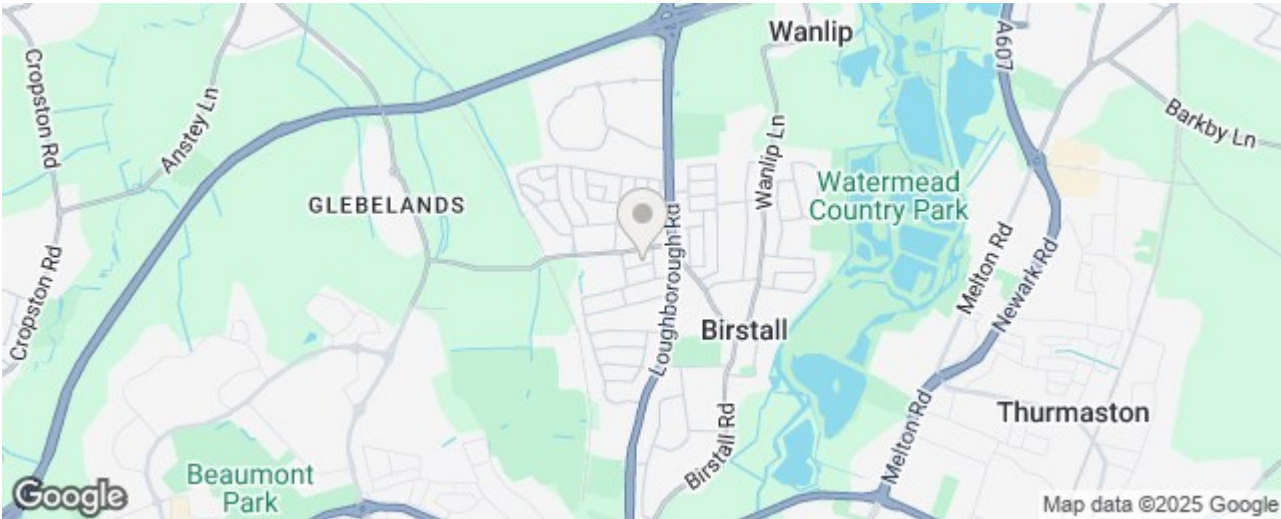 Wanlip
A607
Cropston Rd
Anstey Ln
Barkby Ln
Wanlip Ln
GLEBELANDS
Watermead
Country Park
Loughborough Rd
Melton Rd
Newark Rd
Cropston Rd
Birstall
Thurmaston
Melton Rd
Birstall Rd
Beaumont
Park
Google
Map data ©2025 Google